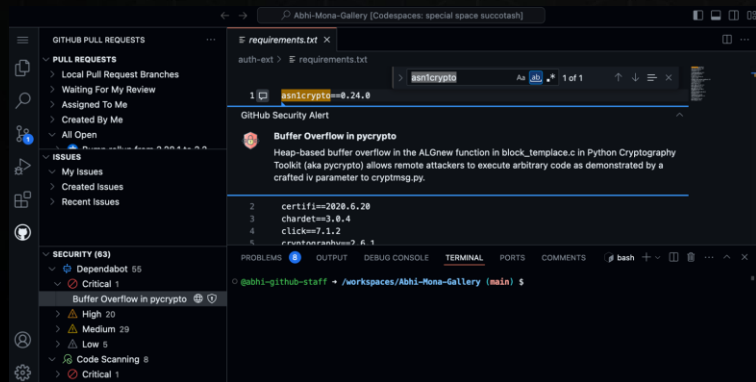 Abhi-Mona-Gallery [Codespaces: special space succotash]
GITHUB PULL REQUESTS
PULL REQUESTS
Local Pull Request Branches
Waiting For My Review
Assigned To Me
Created By Me
All Open
ISSUES
My Issues
Created Issues
Recent Issues
SECURITY (63)
Dependabot 55
Critical 1
Buffer Overflow in pycrypto
High 20
Medium 29
Low 5
Code Scanning 8
Critical 1
1
requirements.txt
auth-ext > requirements.txt
asn1crypto Aa ab .* 1 of 1
1 asn1crypto==0.24.0
GitHub Security Alert
Buffer Overflow in pycrypto
Heap-based buffer overflow in the ALGnew function in block_templace.c in Python Cryptography
Toolkit (aka pycrypto) allows remote attackers to execute arbitrary code as demonstrated by a
crafted iv parameter to cryptmsg.py.
2 certifi==2020.6.20
3 chardet==3.0.4
4 click==7.1.2
5 cryptography==2.6.1
PROBLEMS 8 OUTPUT DEBUG CONSOLE TERMINAL PORTS COMMENTS bash
@abhi-github-staff → /workspaces/Abhi-Mona-Gallery (main) $